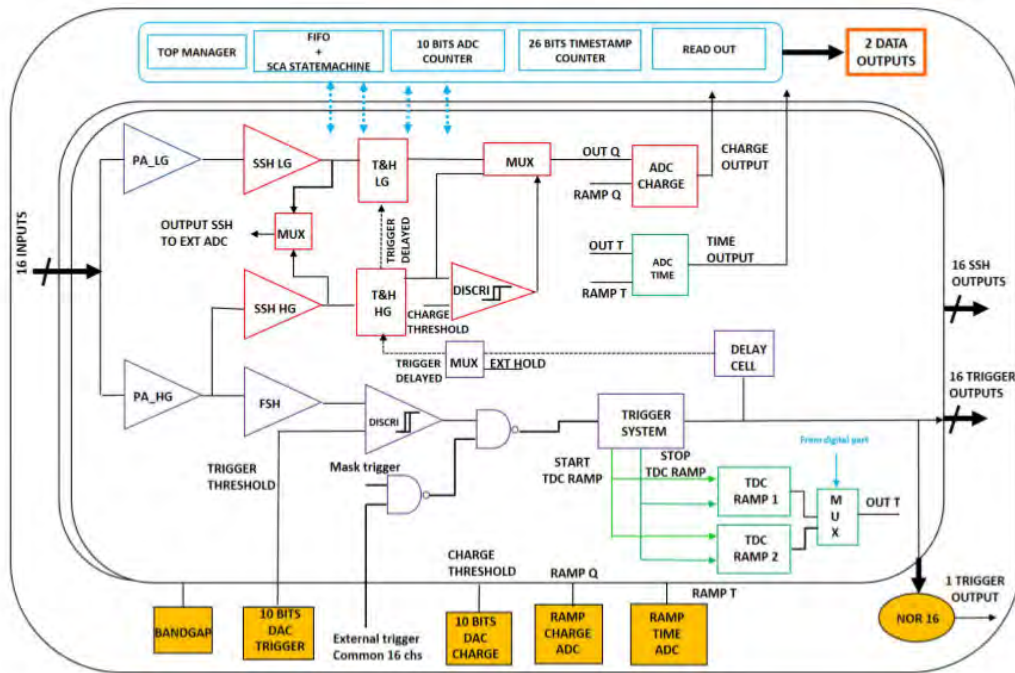 TOP MANAGER
FIFO
+
SCA STATEMACHINE
10 BITS ADC
COUNTER
26 BITS TIMESTAMP
COUNTER
READ OUT
2 DATA
OUTPUTS
PA_LG
SSH LG
T&H
LG
MUX
OUT Q
RAMP Q
ADC
CHARGE
CHARGE
OUTPUT
16 INPUTS
OUTPUT SSH
TO EXT ADC
MUX
TRIGGER
DELAYED
OUT T
RAMP T
ADC
TIME
TIME
OUTPUT
SSH HG
T&H
HG
DISCRI
CHARGE
THRESHOLD
16 SSH
OUTPUTS
TRIGGER
DELAYED
MUX
EXT HOLD
DELAY
CELL
PA_HG
FSH
DISCRI
TRIGGER
SYSTEM
16 TRIGGER
OUTPUTS
TRIGGER
THRESHOLD
Mask trigger
START
TDC RAMP
STOP
TDC RAMP
From digital part
TDC
RAMP 1
TDC
RAMP 2
M
U
X
OUT T
CHARGE
THRESHOLD
RAMP Q
RAMP T
1 TRIGGER
OUTPUT
BANDGAP
10 BITS
DAC
TRIGGER
External trigger
Common 16 chs
10 BITS
DAC
CHARGE
RAMP
CHARGE
ADC
RAMP
TIME
ADC
NOR 16